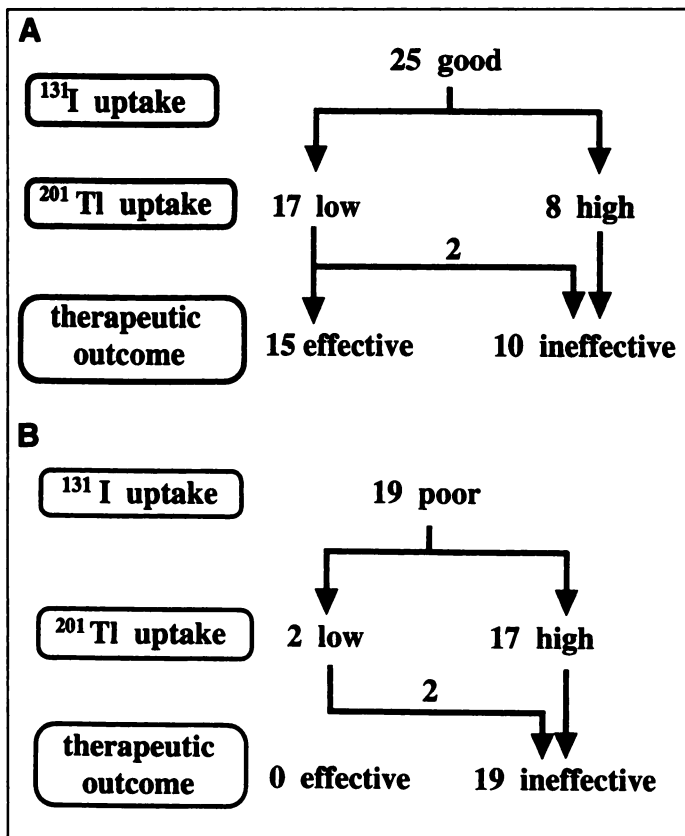 A
25 good
¹³¹I uptake
²⁰¹Tl uptake
17 low
8 high
2
therapeutic
outcome
15 effective
10 ineffective
B
¹³¹I uptake
19 poor
²⁰¹Tl uptake
2 low
17 high
2
therapeutic
outcome
0 effective
19 ineffective